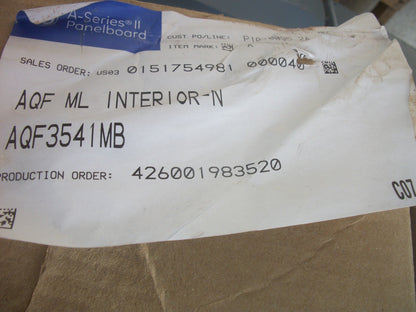 A-Series® II
Panelboard
CUST PO/LINE:
ITEM MARK: A
SALES ORDER: US03 0151754981 000040
AQF ML INTERIOR-N
AQF3541MB
PRODUCTION ORDER: 426001983520
C07